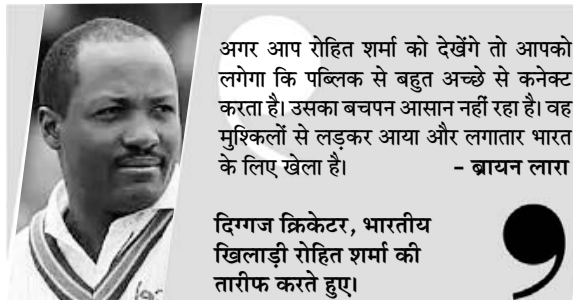 अगर आप रोहित शर्मा को देखेंगे तो आपको
लगेगा कि पब्लिक से बहुत अच्छे से कनेक्ट
करता है। उसका बचपन आसान नहीं रहा है। वह
मुश्किलों से लड़कर आया और लगातार भारत
के लिए खेला है। – ब्रायन लारा
दिग्गज क्रिकेटर, भारतीय
खिलाड़ी रोहित शर्मा की
तारीफ करते हुए।